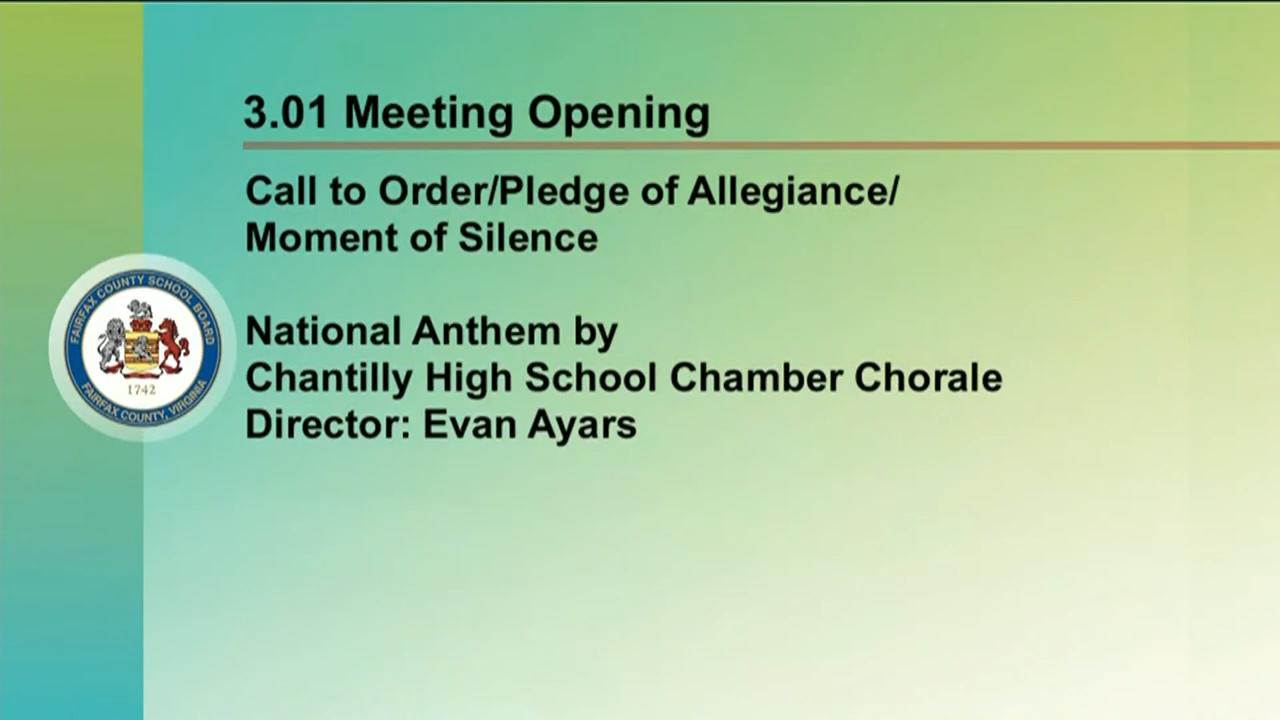 3.01 Meeting Opening
Call to Order/Pledge of Allegiance/
Moment of Silence
National Anthem by
Chantilly High School Chamber Chorale
Director: Evan Ayars
FAIRFAX COUNTY SCHOOL BOARD
1742
FAIRFAX COUNTY, VIRGINIA